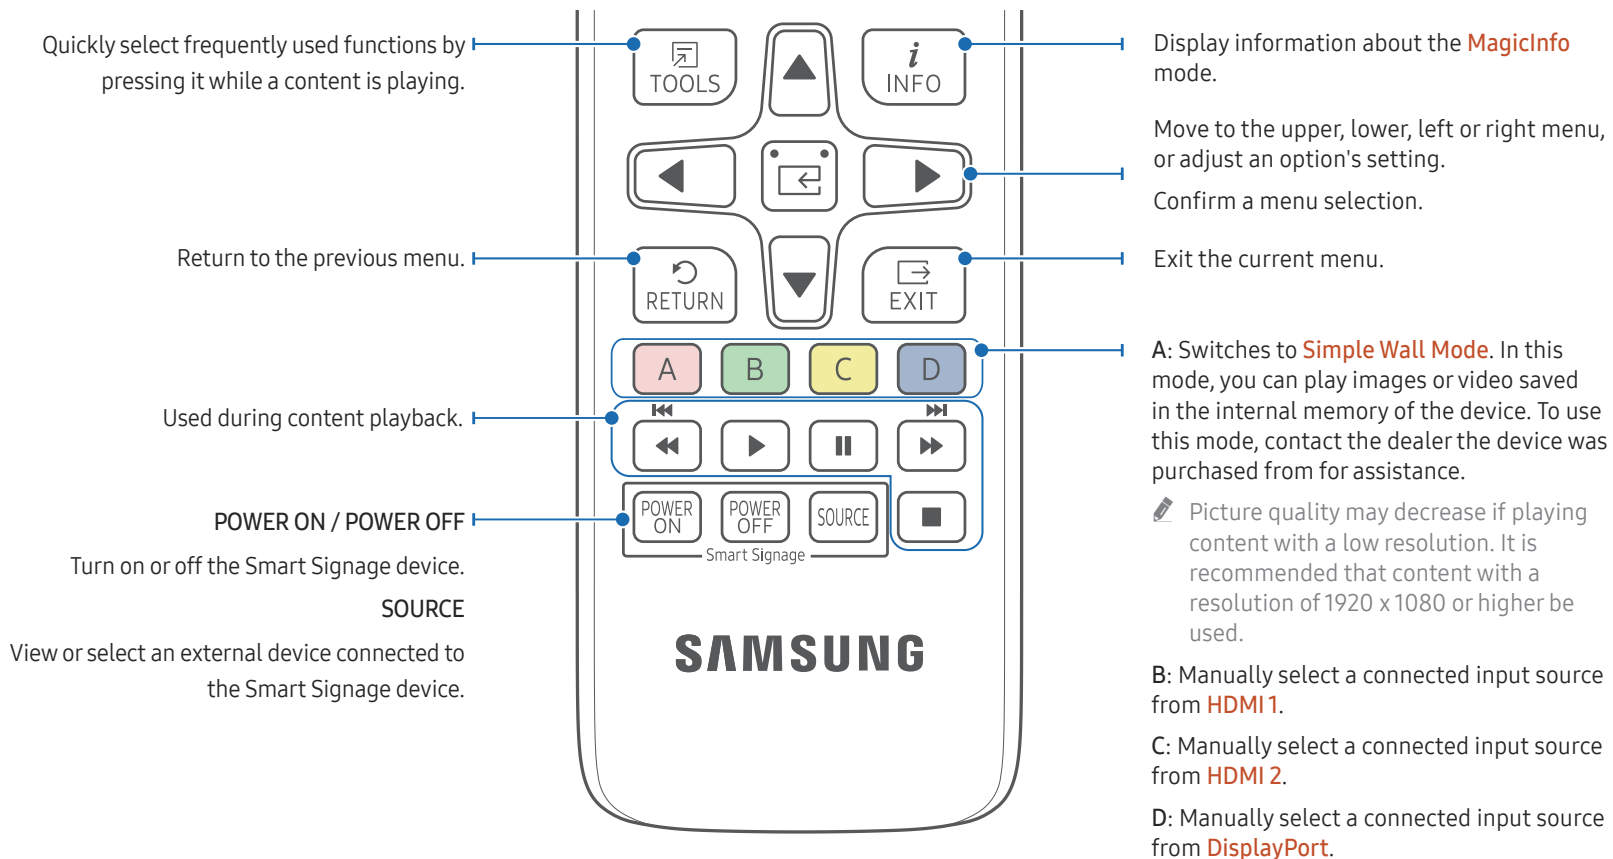 Quickly select frequently used functions by
pressing it while a content is playing.
Return to the previous menu.
Used during content playback.
POWER ON / POWER OFF
Turn on or off the Smart Signage device.
SOURCE
View or select an external device connected to
the Smart Signage device.
TOOLS
i
INFO
RETURN
EXIT
A B C D
POWER
ON
POWER
OFF
SOURCE
Smart Signage
SAMSUNG
Display information about the MagicInfo
mode.
Move to the upper, lower, left or right menu,
or adjust an option's setting.
Confirm a menu selection.
Exit the current menu.
A: Switches to Simple Wall Mode. In this
mode, you can play images or video saved
in the internal memory of the device. To use
this mode, contact the dealer the device was
purchased from for assistance.
Picture quality may decrease if playing
content with a low resolution. It is
recommended that content with a
resolution of 1920 x 1080 or higher be
used.
B: Manually select a connected input source
from HDMI 1.
C: Manually select a connected input source
from HDMI 2.
D: Manually select a connected input source
from DisplayPort.